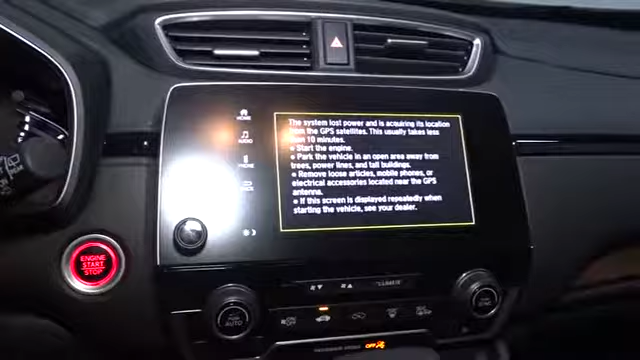 HOME
AUDIO
PHONE
BACK
The system lost power and is acquiring its location
from the GPS satellites. This usually takes less
than 10 minutes.
● Start the engine.
● Park the vehicle in an open area away from
trees, power lines, and tall buildings.
● Remove loose articles, mobile phones, or
electrical accessories located near the GPS
antenna.
● If this screen is displayed repeatedly when
starting the vehicle, see your dealer.
ENGINE
START
STOP
CLIMATE
AUTO
SYNC
OFF